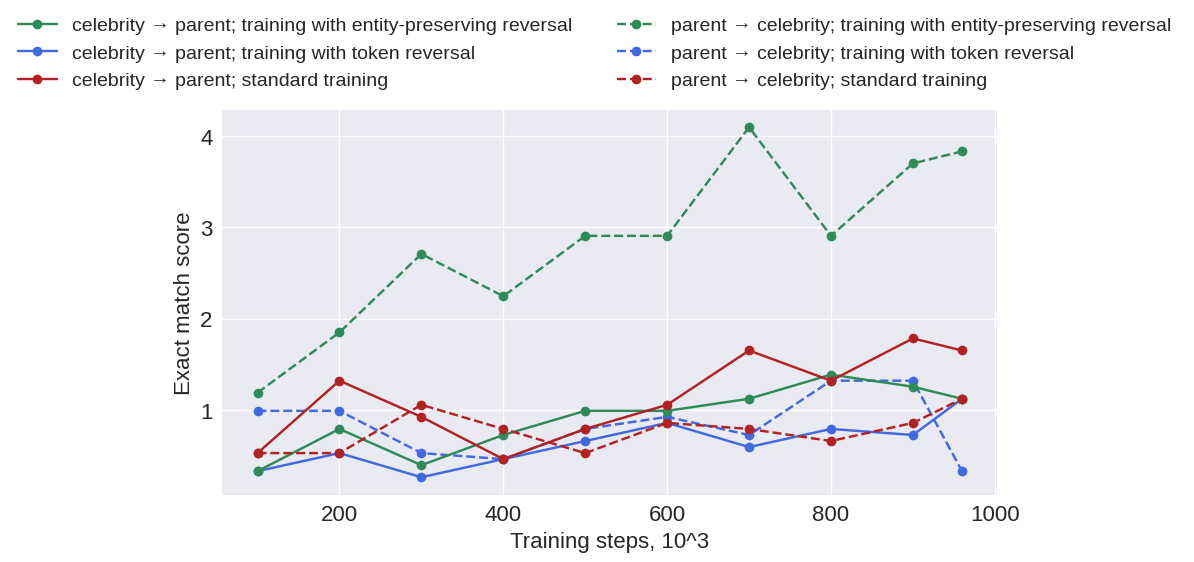 celebrity → parent; training with entity-preserving reversal
celebrity → parent; training with token reversal
celebrity → parent; standard training
parent → celebrity; training with entity-preserving reversal
parent → celebrity; training with token reversal
parent → celebrity; standard training
4
3
2
1
Exact match score
200 400 600 800 1000
Training steps, 10^3